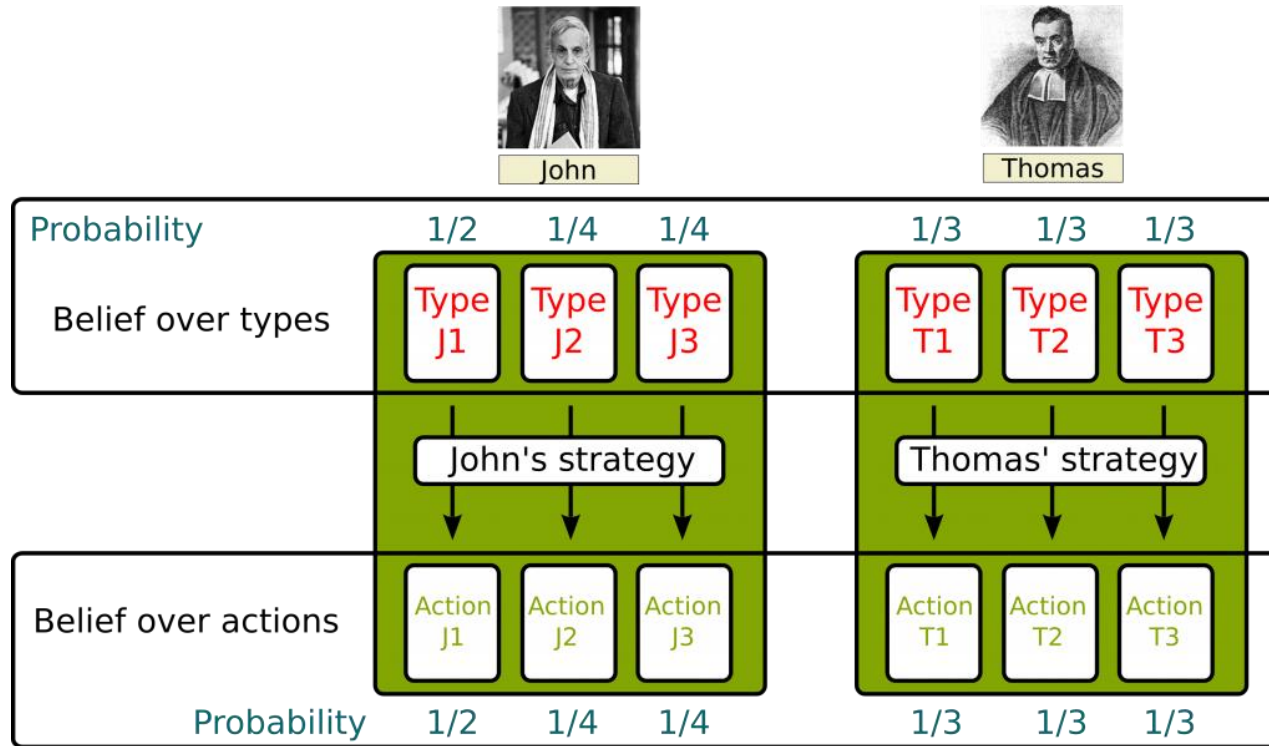 John Thomas
Probability 1/2 1/4 1/4 1/3 1/3 1/3
Belief over types
Type Type Type Type Type Type
J1 J2 J3 T1 T2 T3
John's strategy Thomas' strategy
Belief over actions
Action Action Action Action Action Action
J1 J2 J3 T1 T2 T3
Probability 1/2 1/4 1/4 1/3 1/3 1/3